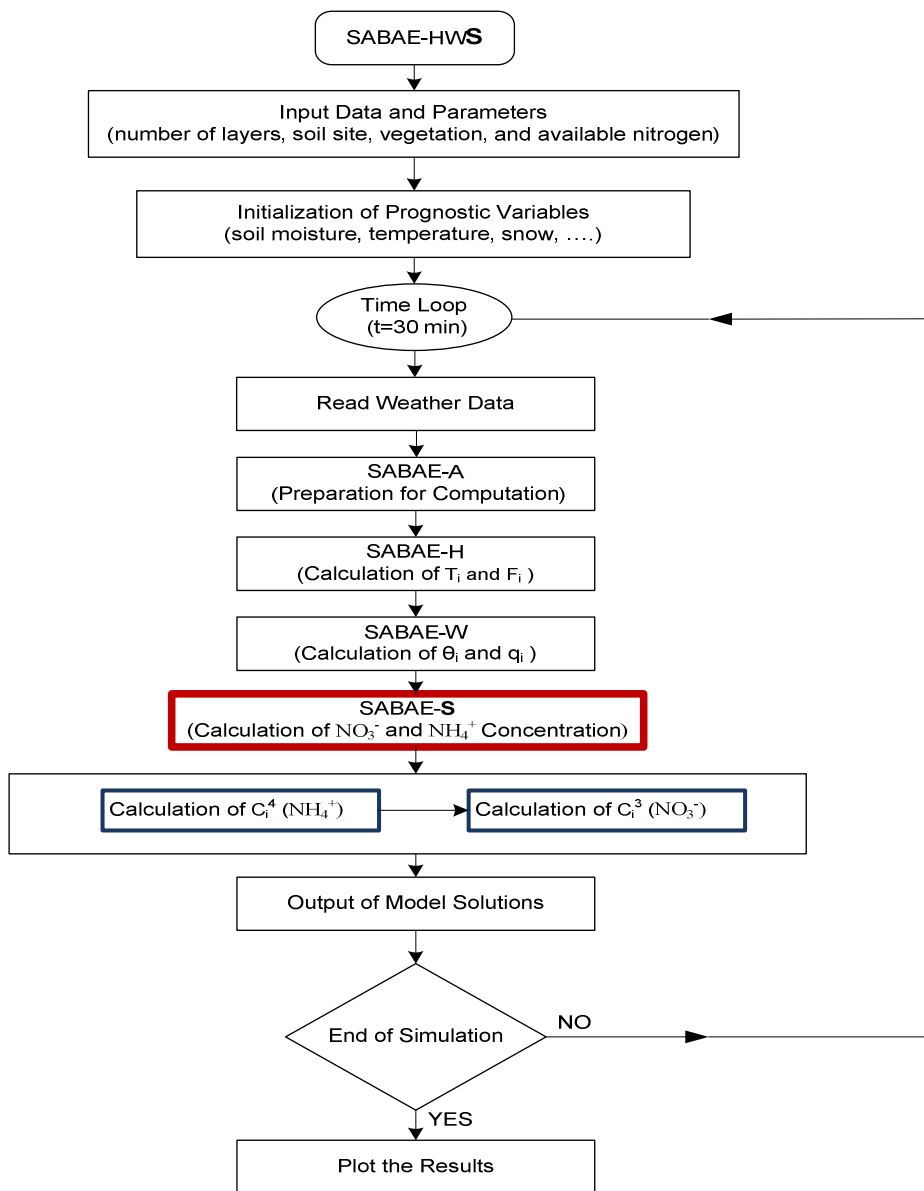 SABAE-HWS
Input Data and Parameters
(number of layers, soil site, vegetation, and available nitrogen)
Initialization of Prognostic Variables
(soil moisture, temperature, snow, ….)
Time Loop
(t=30 min)
Read Weather Data
SABAE-A
(Preparation for Computation)
SABAE-H
(Calculation of Tᵢ and Fᵢ )
SABAE-W
(Calculation of θᵢ and qᵢ )
SABAE-S
(Calculation of NO₃⁻ and NH₄⁺ Concentration)
Calculation of Cᵢ⁴ (NH₄⁺)
Calculation of Cᵢ³ (NO₃⁻)
Output of Model Solutions
End of Simulation
NO
YES
Plot the Results